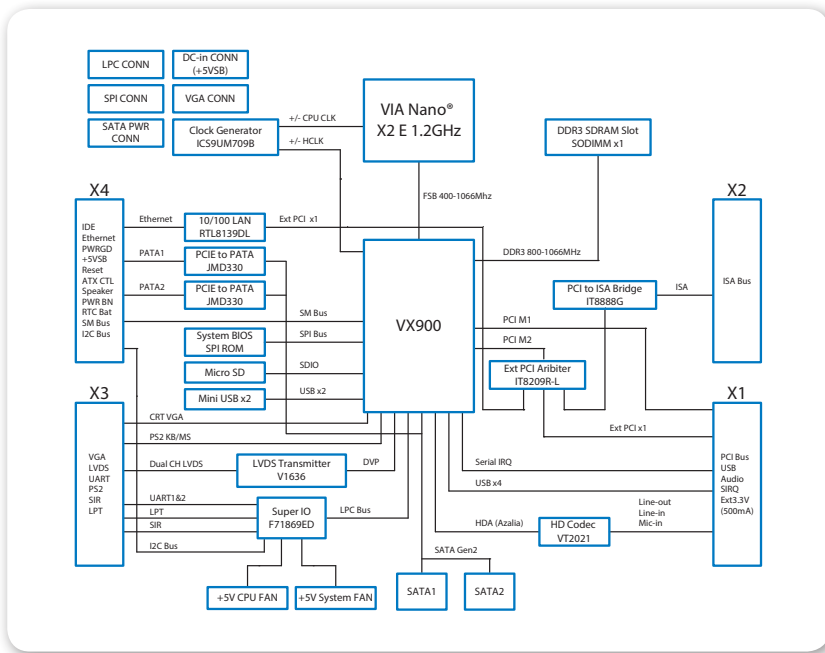 LPC CONN
DC-in CONN
(+5VSB)
SPI CONN
VGA CONN
SATA PWR
CONN
Clock Generator
ICS9UM709B
+/- CPU CLK
+/- HCLK
VIA Nano®
X2 E 1.2GHz
DDR3 SDRAM Slot
SODIMM x1
FSB 400-1066Mhz
DDR3 800-1066MHz
X4
IDE
Ethernet
PWRGD
+5VSB
Reset
ATX CTL
Speaker
PWR BN
RTC Bat
SM Bus
I2C Bus
Ethernet
10/100 LAN
RTL8139DL
Ext PCI x1
PATA1
PCIE to PATA
JMD330
PATA2
PCIE to PATA
JMD330
SM Bus
System BIOS
SPI ROM
SPI Bus
Micro SD
SDIO
Mini USB x2
USB x2
VX900
PCI M1
PCI M2
PCI to ISA Bridge
IT8888G
ISA
X2
ISA Bus
Ext PCI Aribiter
IT8209R-L
Ext PCI x1
X3
VGA
LVDS
UART
PS2
SIR
LPT
CRT VGA
PS2 KB/MS
Dual CH LVDS
LVDS Transmitter
V1636
DVP
UART1&2
LPT
SIR
I2C Bus
Super IO
F71869ED
LPC Bus
+5V CPU FAN
+5V System FAN
X1
PCI Bus
USB
Audio
SIRQ
Ext3.3V
(500mA)
Serial IRQ
USB x4
HDA (Azalia)
HD Codec
VT2021
Line-out
Line-in
Mic-in
SATA Gen2
SATA1
SATA2